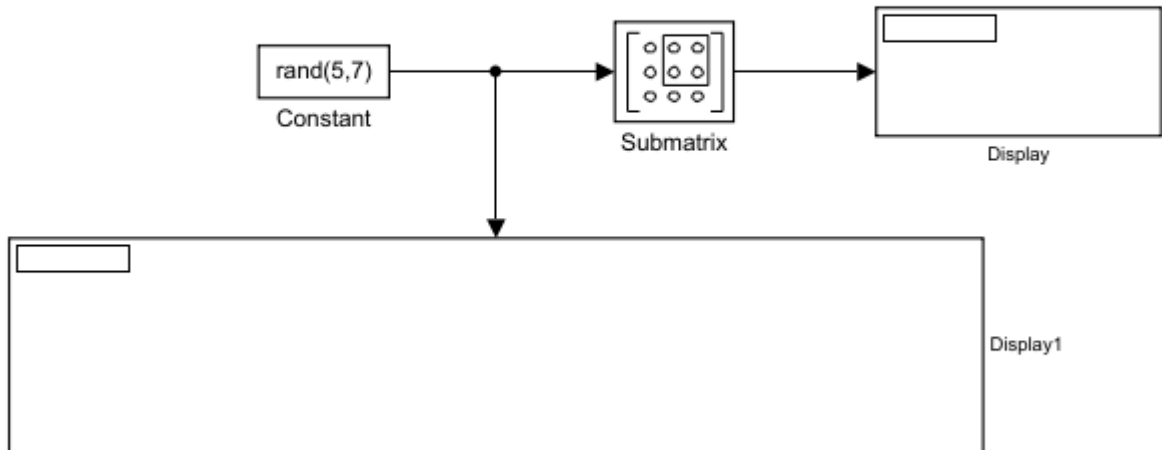 rand(5,7)
Constant
Submatrix
Display
Display1